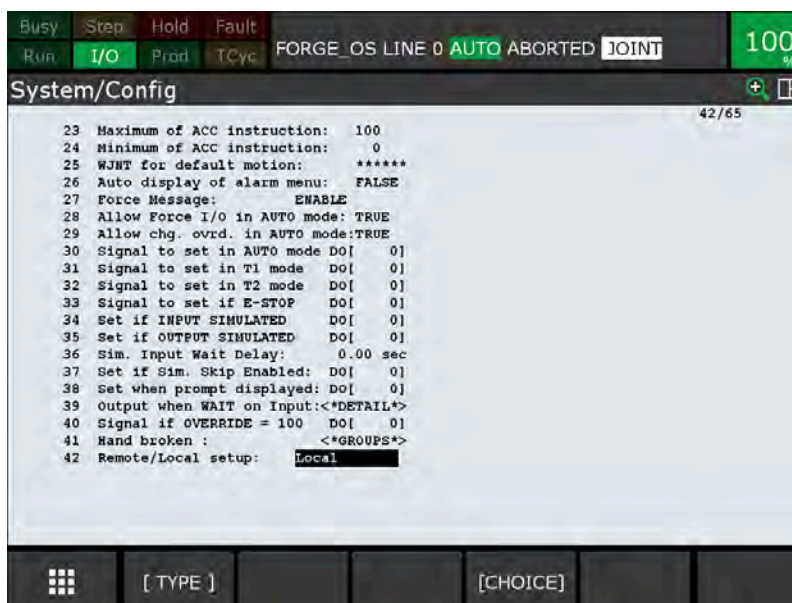 Busy Step Hold Fault
Run I/O Prod TCyc
FORGE_OS LINE 0 AUTO ABORTED JOINT
100
%
System/Config
42/65
23 Maximum of ACC instruction: 100
24 Minimum of ACC instruction: 0
25 WJNT for default motion: ******
26 Auto display of alarm menu: FALSE
27 Force Message: ENABLE
28 Allow Force I/O in AUTO mode: TRUE
29 Allow chg. ovrd. in AUTO mode:TRUE
30 Signal to set in AUTO mode DO[ 0]
31 Signal to set in T1 mode DO[ 0]
32 Signal to set in T2 mode DO[ 0]
33 Signal to set if E-STOP DO[ 0]
34 Set if INPUT SIMULATED DO[ 0]
35 Set if OUTPUT SIMULATED DO[ 0]
36 Sim. Input Wait Delay: 0.00 sec
37 Set if Sim. Skip Enabled: DO[ 0]
38 Set when prompt displayed: DO[ 0]
39 Output when WAIT on Input:<*DETAIL*>
40 Signal if OVERRIDE = 100 DO[ 0]
41 Hand broken : <*GROUPS*>
42 Remote/Local setup: Local
[ TYPE ] [CHOICE]